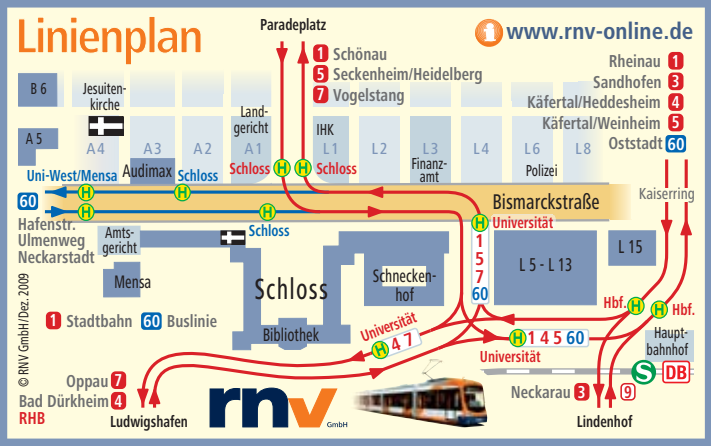 Linienplan
Paradeplatz
www.rnv-online.de
1 Schönau
5 Seckenheim/Heidelberg
7 Vogelstang
Rheinau 1
Sandhofen 3
Käfertal/Heddesheim 4
Käfertal/Weinheim 5
Oststadt 60
B 6
Jesuiten-
kirche
A 5
A 4
A 3
A 2
Land-
gericht
A 1
IHK
L 1
L 2
L 3
L 4
L 6
L 8
Audimax
Finanz-
amt
Polizei
Schloss
H
H
Schloss
Kaiserring
Uni-West/Mensa
Schloss
H
H
60
H
H
Schloss
Bismarckstraße
H
Universität
1
5
7
60
Hafenstr.
Ulmenweg
Neckarstadt
Amts-
gericht
Mensa
Schloss
Schnecken-
hof
Bibliothek
L 5 - L 13
L 15
Hbf.
H
H
Hbf.
1 Stadtbahn
60 Buslinie
Universität
H 4 7
H 1 4 5 60
Universität
Haupt-
bahnhof
S
DB
Oppau 7
Bad Dürkheim 4
RHB
Ludwigshafen
rnv
GmbH
Neckarau 3
9
Lindenhof
© RNV GmbH/Dez. 2009